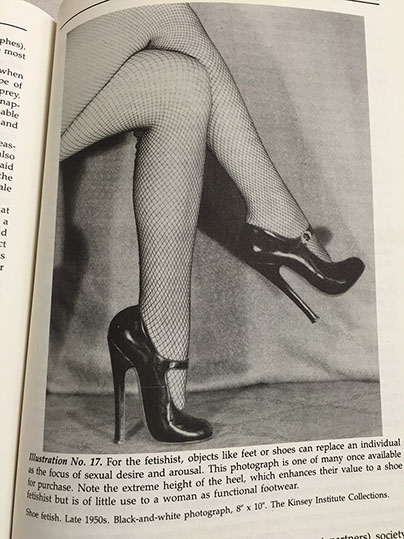 phes).
most
when
pe of
prey.
nap-
able
and
eas-
also
aid
the
ale
at
a
d
ct
s
r
Illustration No. 17. For the fetishist, objects like feet or shoes can replace an individual
as the focus of sexual desire and arousal. This photograph is one of many once available
for purchase. Note the extreme height of the heel, which enhances their value to a shoe
fetishist but is of little use to a woman as functional footwear.
Shoe fetish. Late 1950s. Black-and-white photograph, 8" x 10". The Kinsey Institute Collections.
society